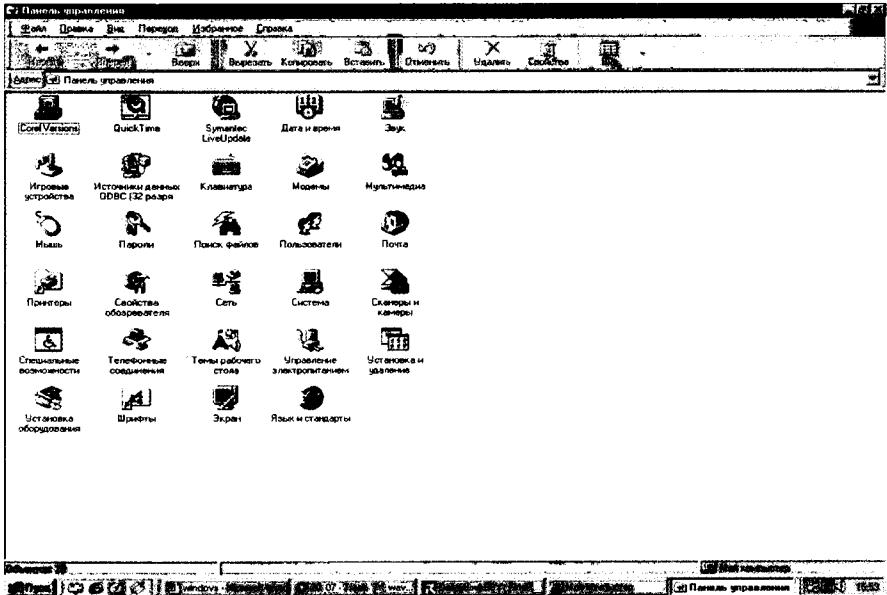 Панель управления
Файл Правка Вид Переход Избранное Справка
Вверх Вырезать Копировать Вставить Отменить Удалить Свойства
Адрес Панель управления
Corel Versions
QuickTime
Symantec LiveUpdate
Дата и время
Звук
Игровые устройства
Источники данных ODBC (32 разря
Клавиатура
Модемы
Мультимедиа
Мышь
Пароли
Поиск файлов
Пользователи
Почта
Принтеры
Свойства обозревателя
Сеть
Система
Сканеры и камеры
Специальные возможности
Телефонные соединения
Темы рабочего стола
Управление электропитанием
Установка и удаление
Установка оборудования
Шрифты
Экран
Язык и стандарты
Мой компьютер
Пуск Панель управления